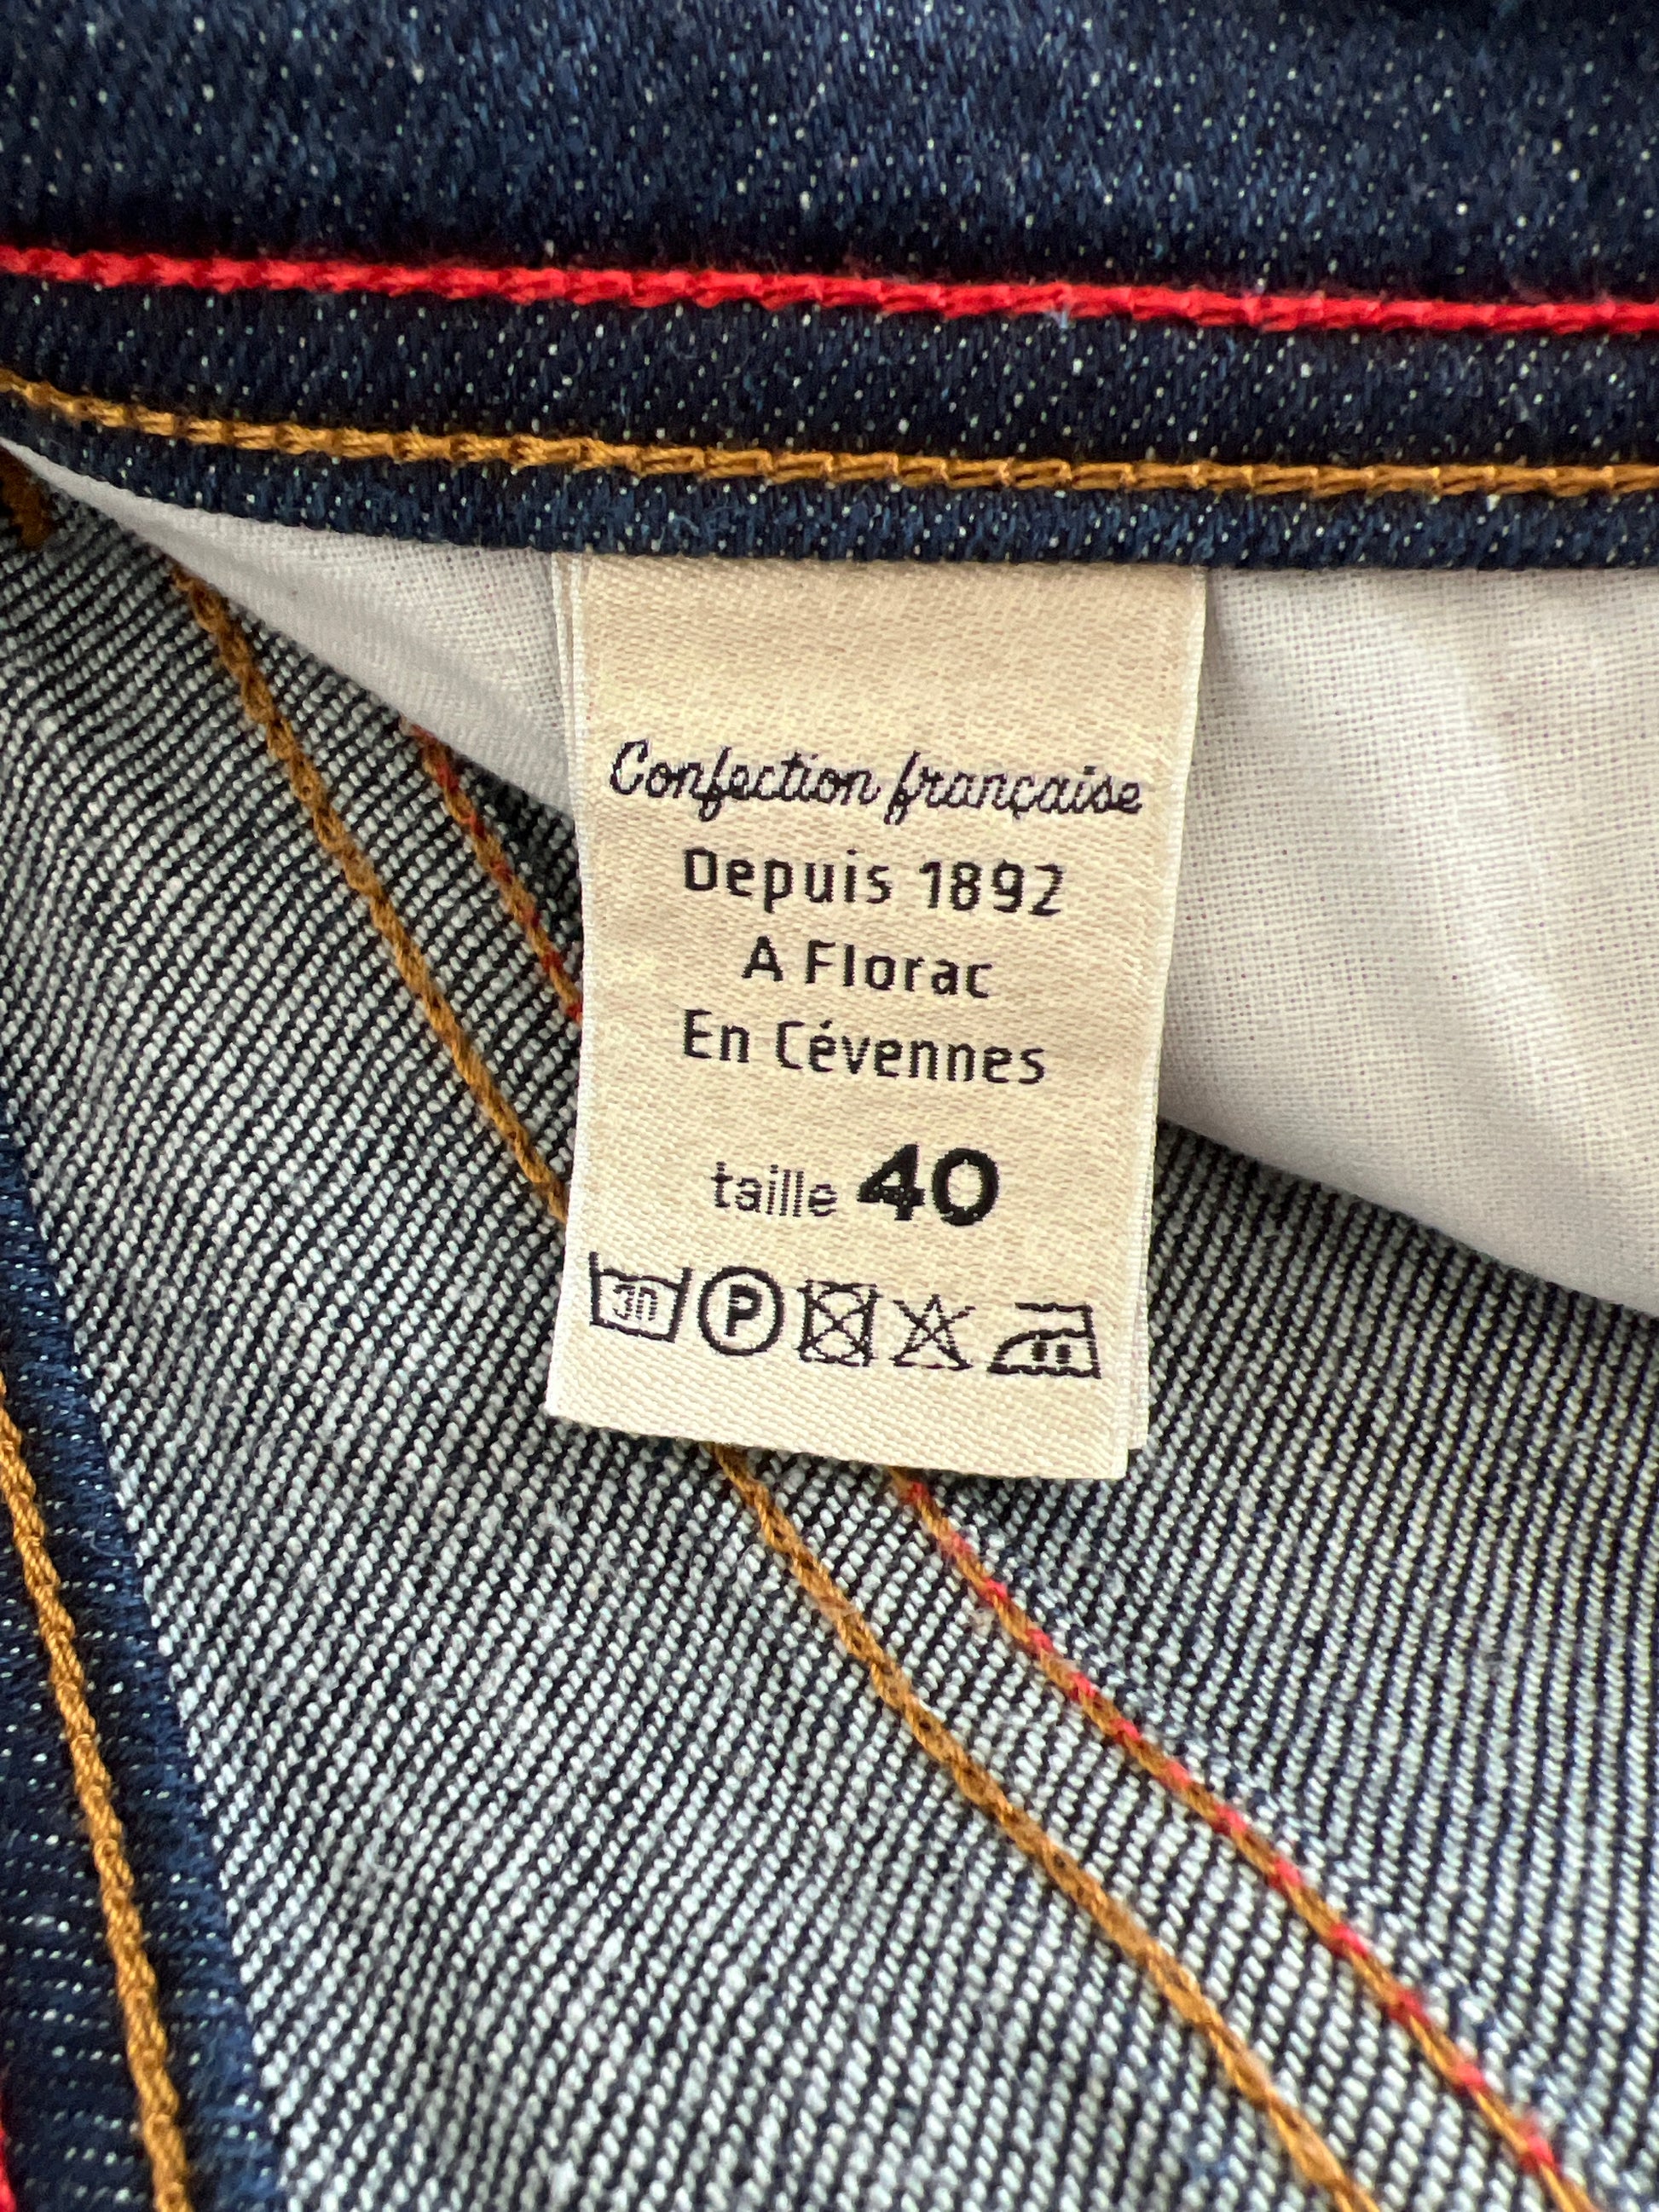 Confection française
Depuis 1892
A Florac
En Cévennes
taille 40
30 P